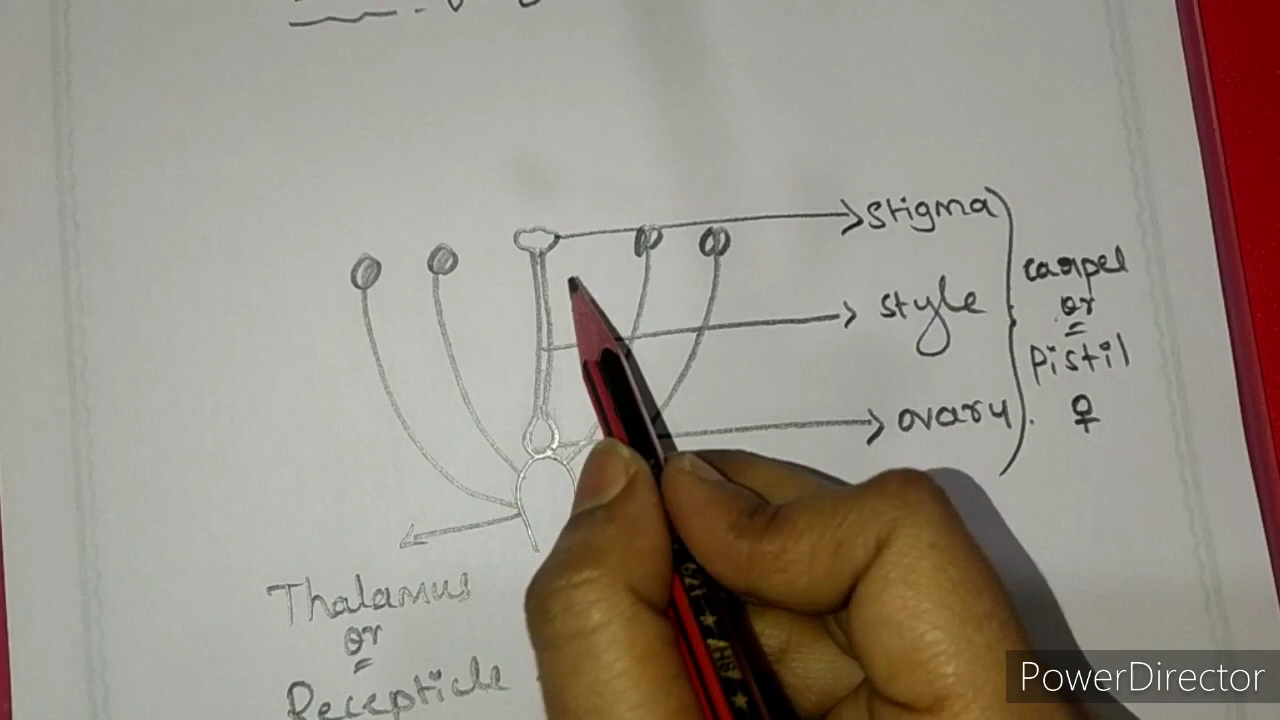 stigma
style
carpel
or
Pistil
♀
ovary
Thalamus
or
Recepticle
PowerDirector